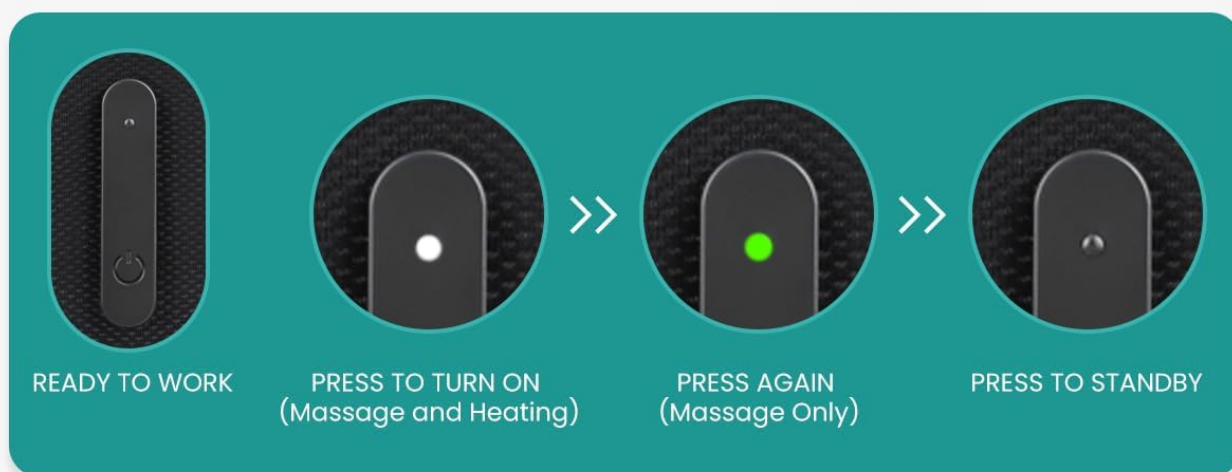 READY TO WORK
PRESS TO TURN ON
(Massage and Heating)
PRESS AGAIN
(Massage Only)
PRESS TO STANDBY